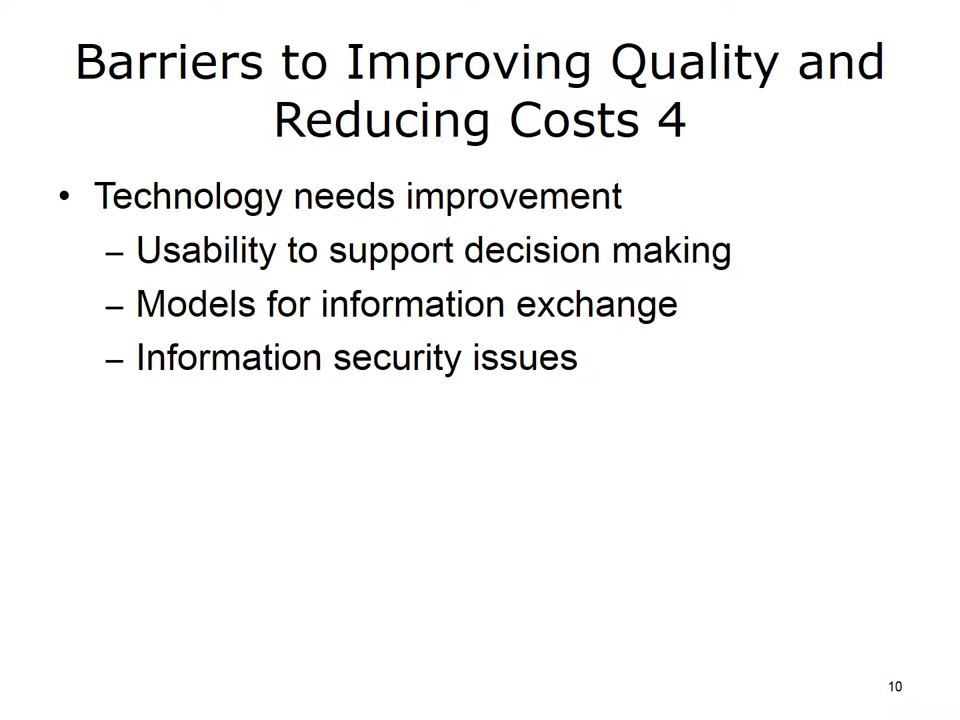 Barriers to Improving Quality and
Reducing Costs 4
• Technology needs improvement
– Usability to support decision making
– Models for information exchange
– Information security issues
10